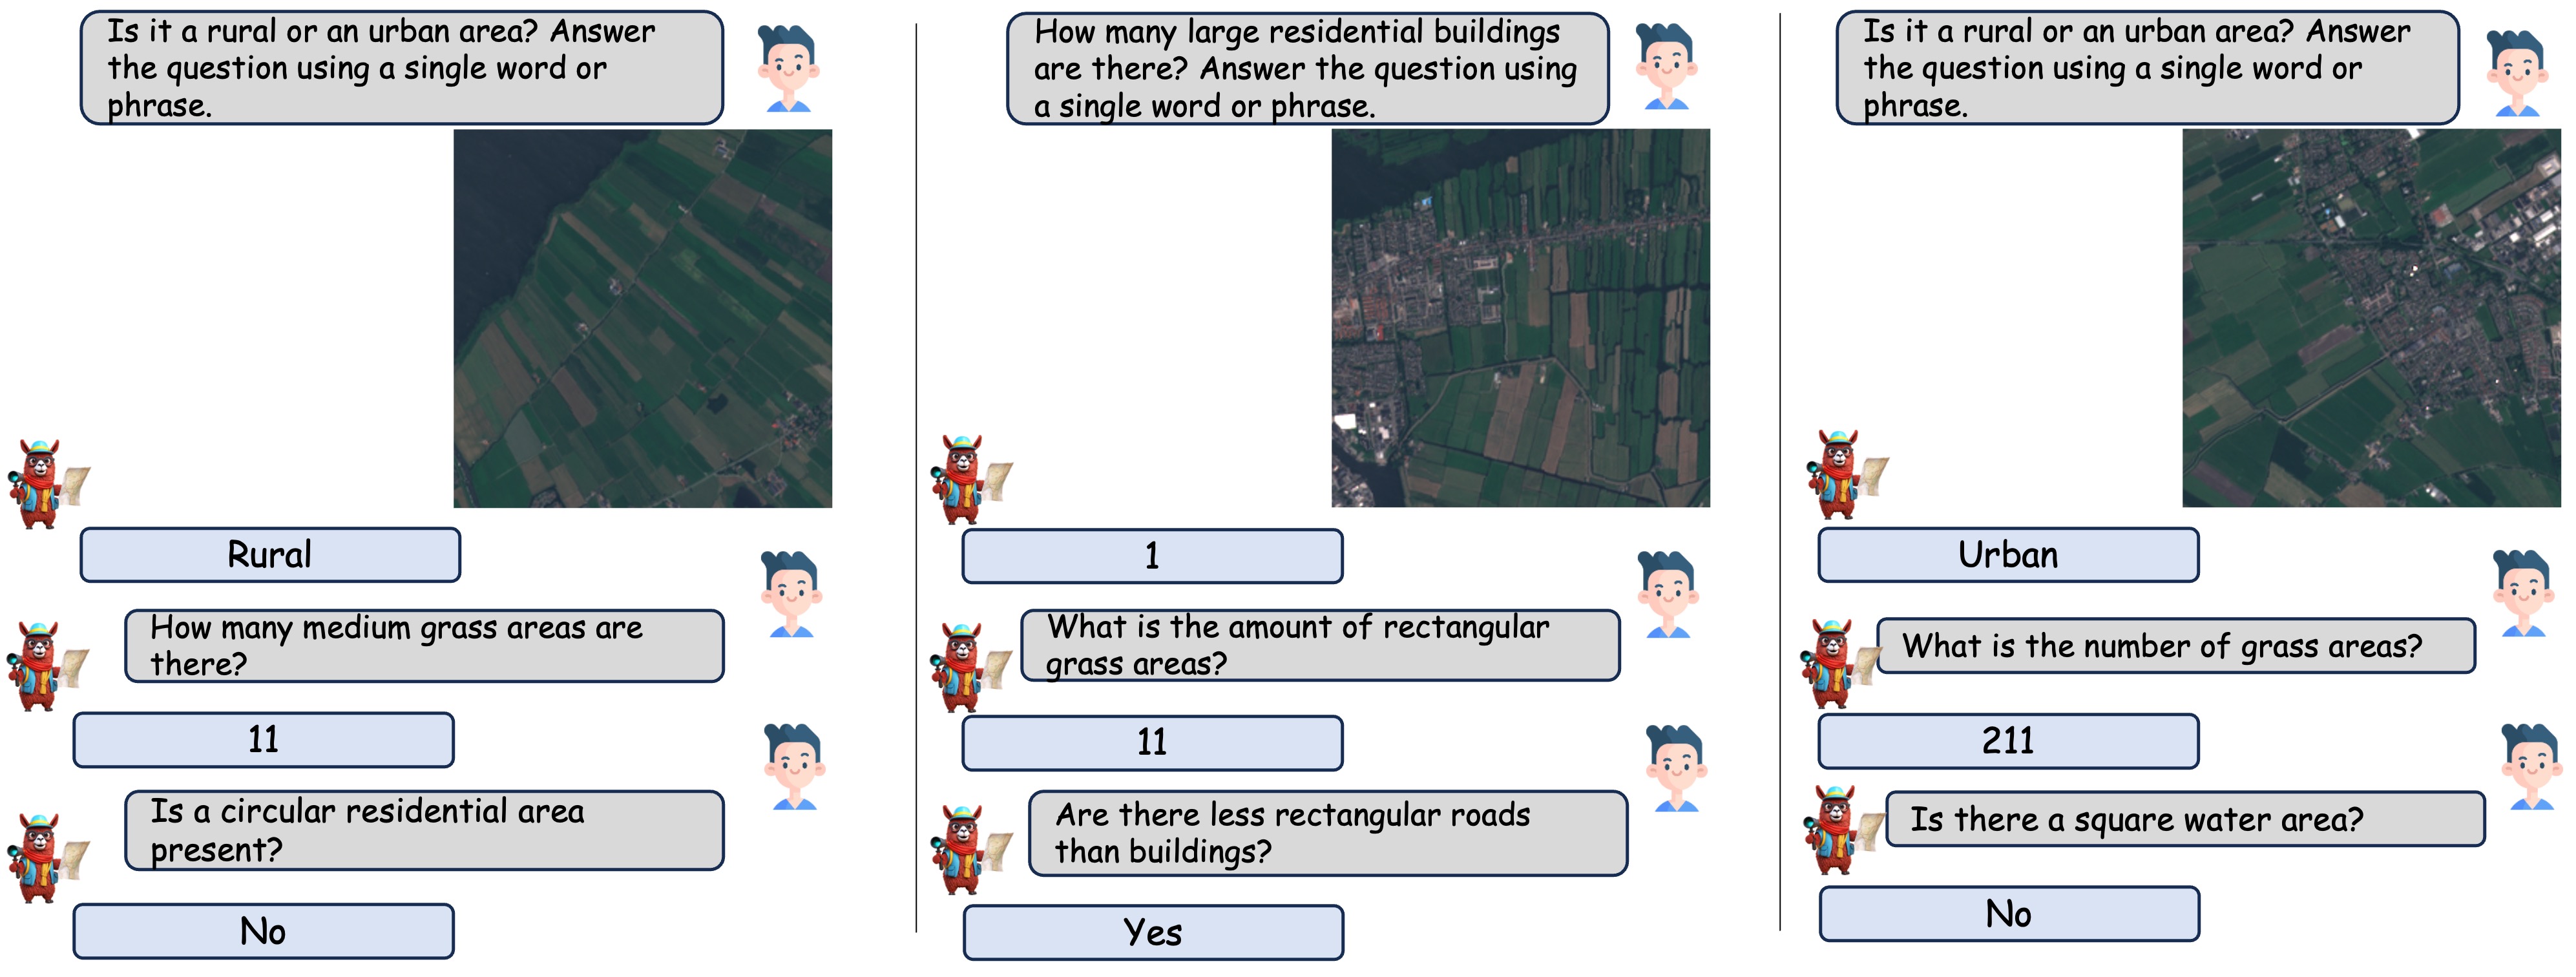 Is it a rural or an urban area? Answer
the question using a single word or
phrase.
Rural
How many medium grass areas are
there?
11
Is a circular residential area
present?
No
How many large residential buildings
are there? Answer the question using
a single word or phrase.
1
What is the amount of rectangular
grass areas?
11
Are there less rectangular roads
than buildings?
Yes
Is it a rural or an urban area? Answer
the question using a single word or
phrase.
Urban
What is the number of grass areas?
211
Is there a square water area?
No